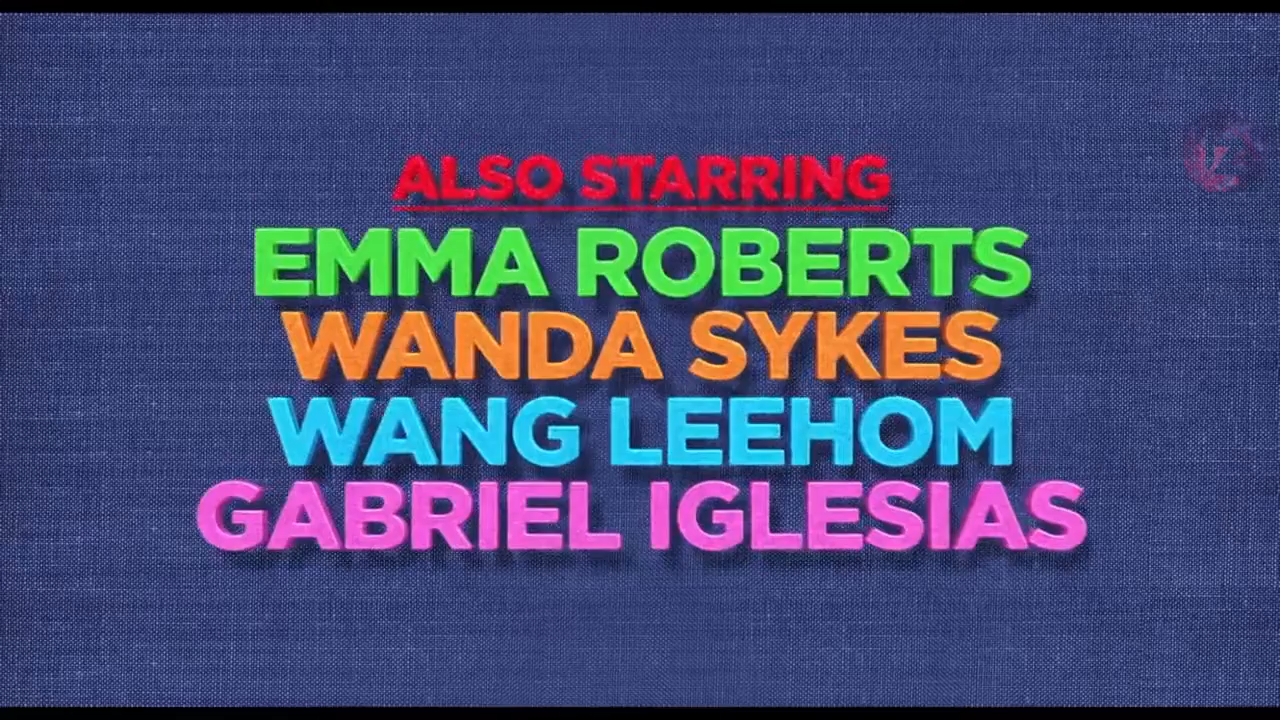 ALSO STARRING
EMMA ROBERTS
WANDA SYKES
WANG LEEHOM
GABRIEL IGLESIAS